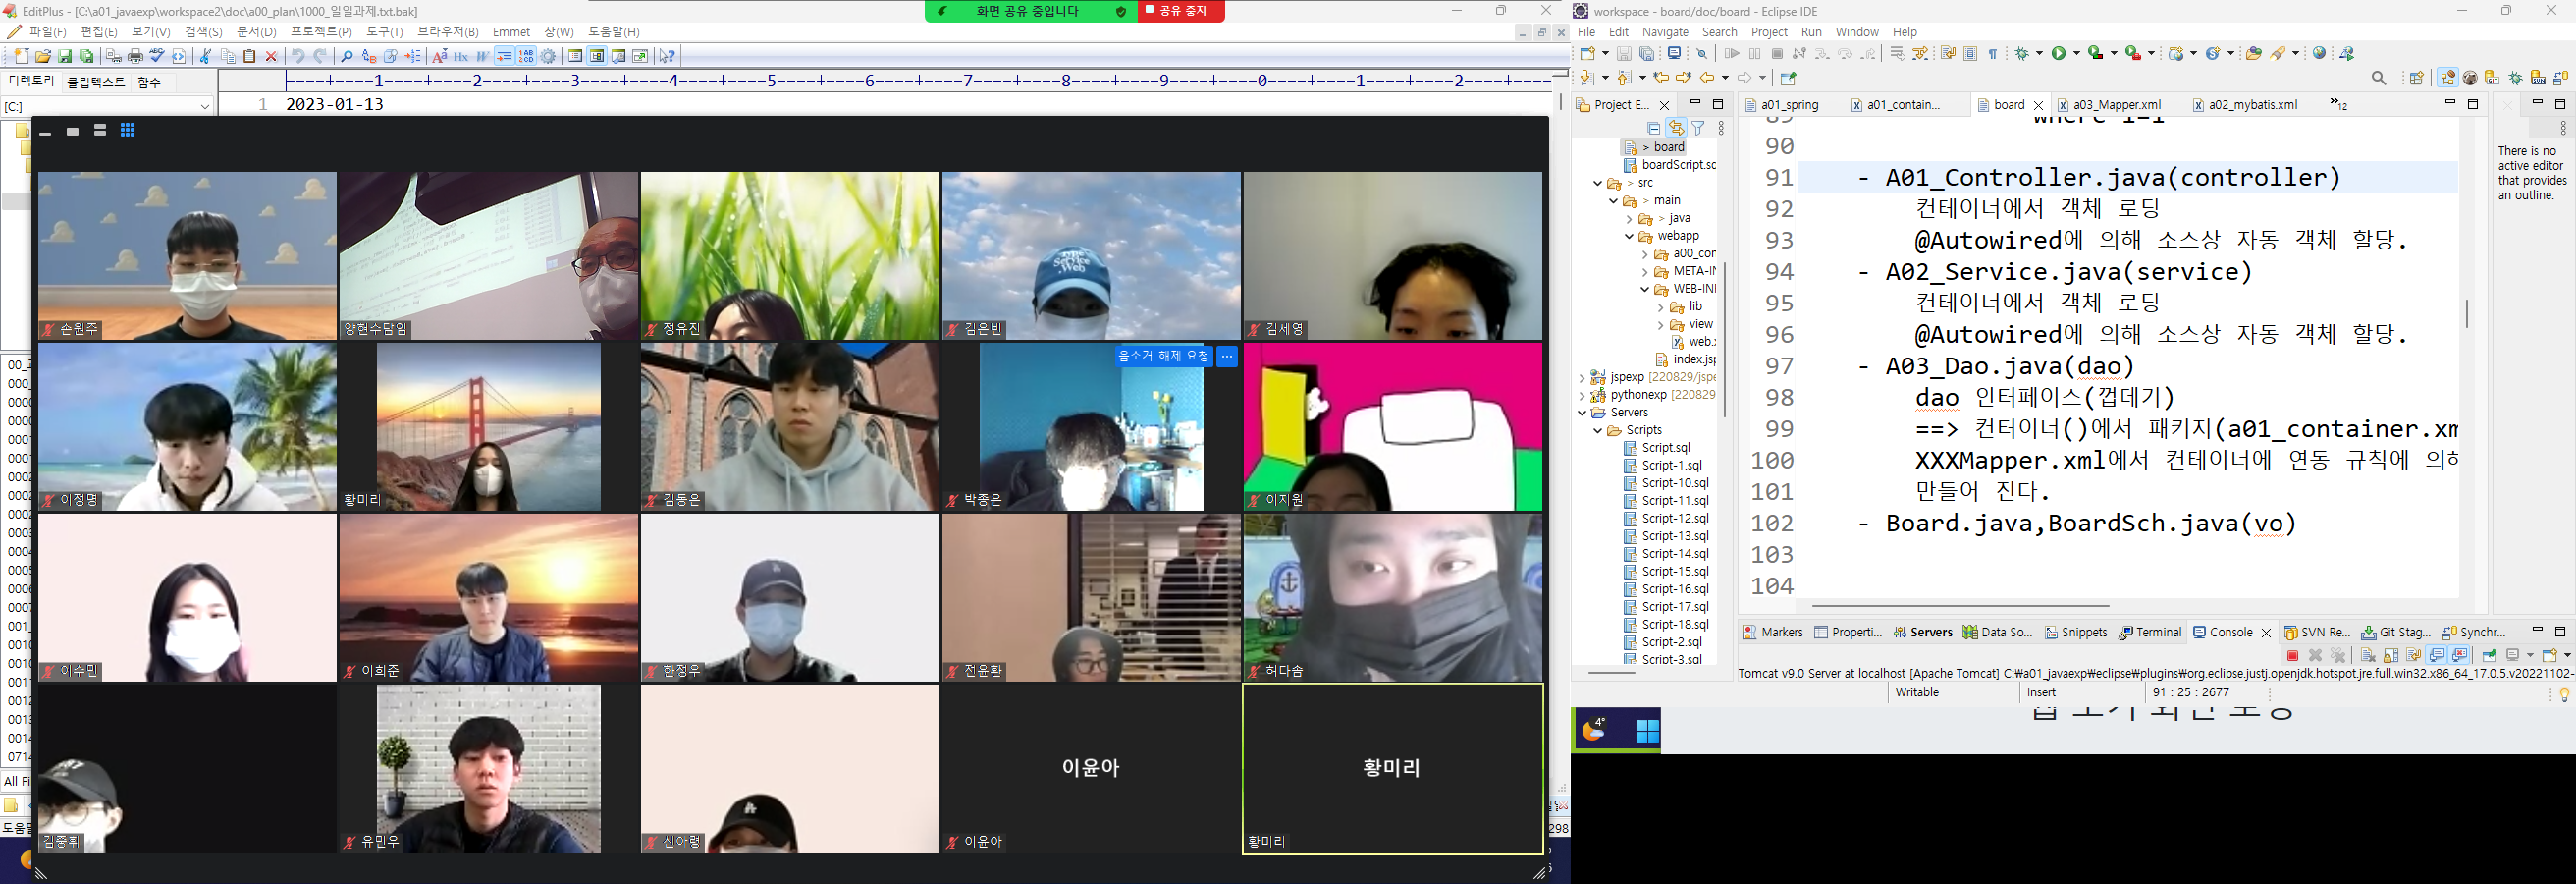 EditPlus - [C:\a01_javaexp\workspace2\doc\a00_plan\1000_일일과제.txt.bak]
화면 공유 중입니다
공유 중지
파일(F) 편집(E) 보기(V) 검색(S) 문서(D) 프로젝트(P) 도구(T) 브라우저(B) Emmet 창(W) 도움말(H)
디렉토리 클립텍스트 함수
[C:]
----+----1----+----2----+----3----+----4----+----5----+----6----+----7----+----8----+----9----+----0----+----1----+----2----+---
1 2023-01-13
손원주
양현수담임
정유진
김은빈
김세영
이정명
황미리
김동은
음소거 해제 요청
박종은
이지원
이수민
이희준
한정우
전윤환
허다솜
김중휘
유민우
신아령
이윤아
이윤아
황미리
황미리
All Fi
298
workspace - board/doc/board - Eclipse IDE
File Edit Navigate Search Project Run Window Help
Project E...
> board
boardScript.sc
> src
> main
> java
webapp
a00_con
META-IN
WEB-INI
lib
view
web.x
index.jsp
jspexp [220829/jspe
pythonexp [220829
Servers
Scripts
Script.sql
Script-1.sql
Script-10.sql
Script-11.sql
Script-12.sql
Script-13.sql
Script-14.sql
Script-15.sql
Script-16.sql
Script-17.sql
Script-18.sql
Script-2.sql
Script-3.sql
a01_spring a01_contain... board a03_Mapper.xml a02_mybatis.xml »12
89 where 1=1
90
91 - A01_Controller.java(controller)
92 컨테이너에서 객체 로딩
93 @Autowired에 의해 소스상 자동 객체 할당.
94 - A02_Service.java(service)
95 컨테이너에서 객체 로딩
96 @Autowired에 의해 소스상 자동 객체 할당.
97 - A03_Dao.java(dao)
98 dao 인터페이스(껍데기)
99 ==> 컨터이너()에서 패키지(a01_container.xm
100 XXXMapper.xml에서 컨테이너에 연동 규칙에 의해
101 만들어 진다.
102 - Board.java,BoardSch.java(vo)
103
104
There is no
active editor
that provides
an outline.
Markers Properti... Servers Data So... Snippets Terminal Console SVN Re... Git Stag... Synchr...
Tomcat v9.0 Server at localhost [Apache Tomcat] C:₩a01_javaexp₩eclipse₩plugins₩org.eclipse.justj.openjdk.hotspot.jre.full.win32.x86_64_17.0.5.v20221102-
Writable Insert 91 : 25 : 2677
4°